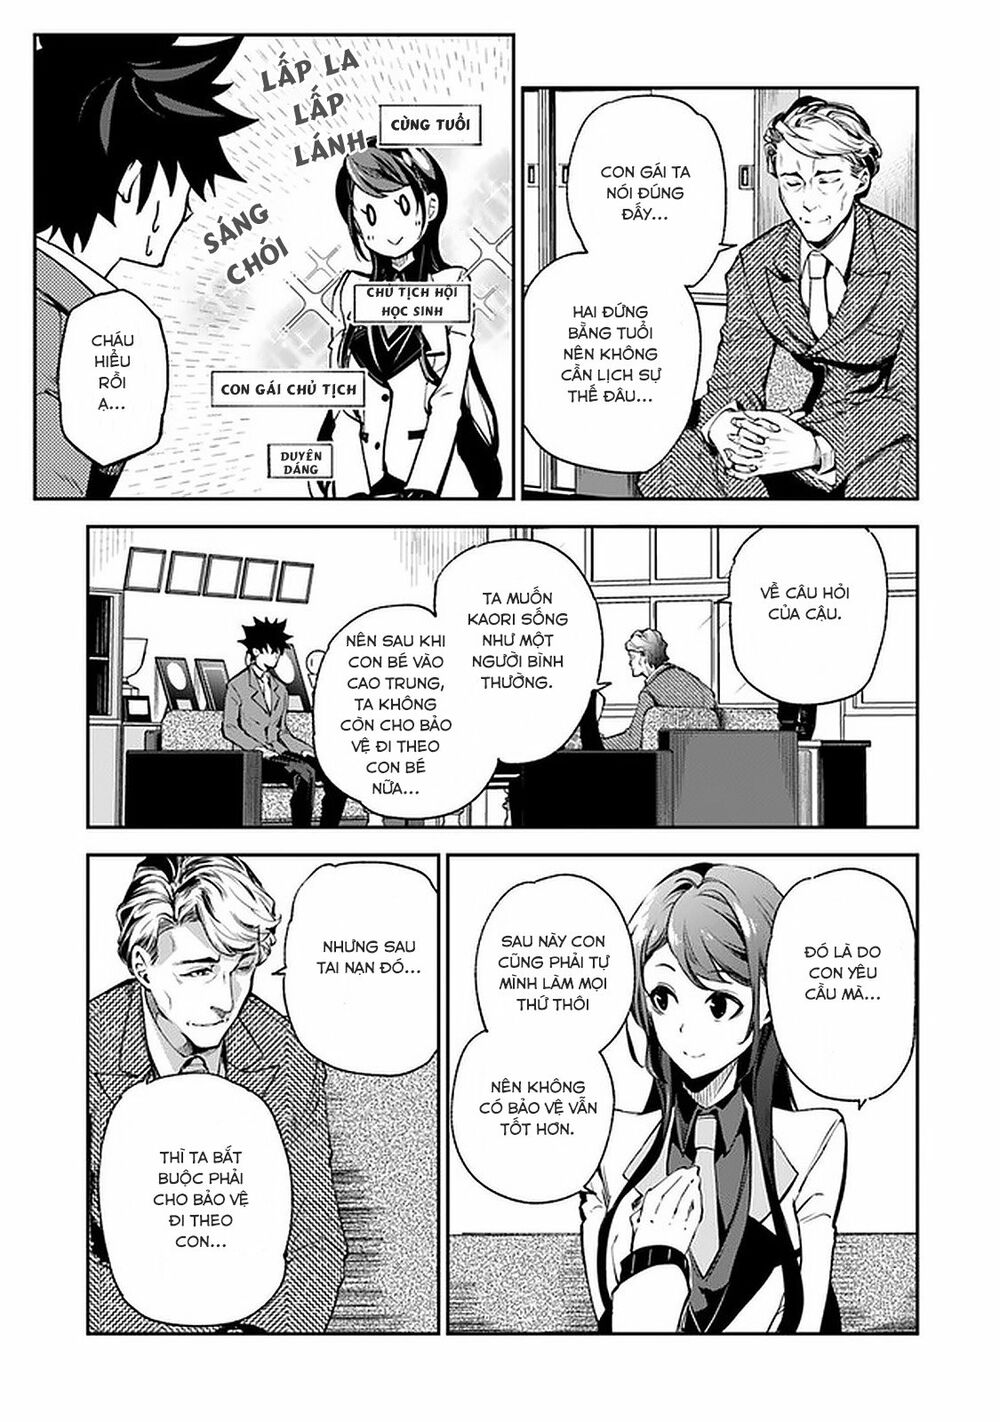 CON GÁI TA
NÓI ĐÚNG
ĐẤY...
HAI ĐỨNG
BẰNG TUỔI
NÊN KHÔNG
CẦN LỊCH SỰ
THẾ ĐÂU...
LẤP LA
LẤP
LÁNH
CÙNG TUỔI
SÁNG
CHÓI
CHỦ TỊCH HỘI
HỌC SINH
CON GÁI CHỦ TỊCH
DUYÊN
DÁNG
CHÁU
HIỂU
RỒI
Ạ...
VỀ CÂU HỎI
CỦA CẬU.
TA MUỐN
KAORI SỐNG
NHƯ MỘT
NGƯỜI BÌNH
THƯỜNG.
NÊN SAU KHI
CON BÉ VÀO
CAO TRUNG,
TA KHÔNG
CÒN CHO BẢO
VỆ ĐI THEO
CON BÉ
NỮA...
ĐÓ LÀ DO
CON YÊU
CẦU MÀ...
SAU NÀY CON
CŨNG PHẢI TỰ
MÌNH LÀM MỌI
THỨ THÔI
NÊN KHÔNG
CÓ BẢO VỆ VẪN
TỐT HƠN.
NHƯNG SAU
TAI NẠN ĐÓ...
THÌ TA BẮT
BUỘC PHẢI
CHO BẢO VỆ
ĐI THEO
CON...